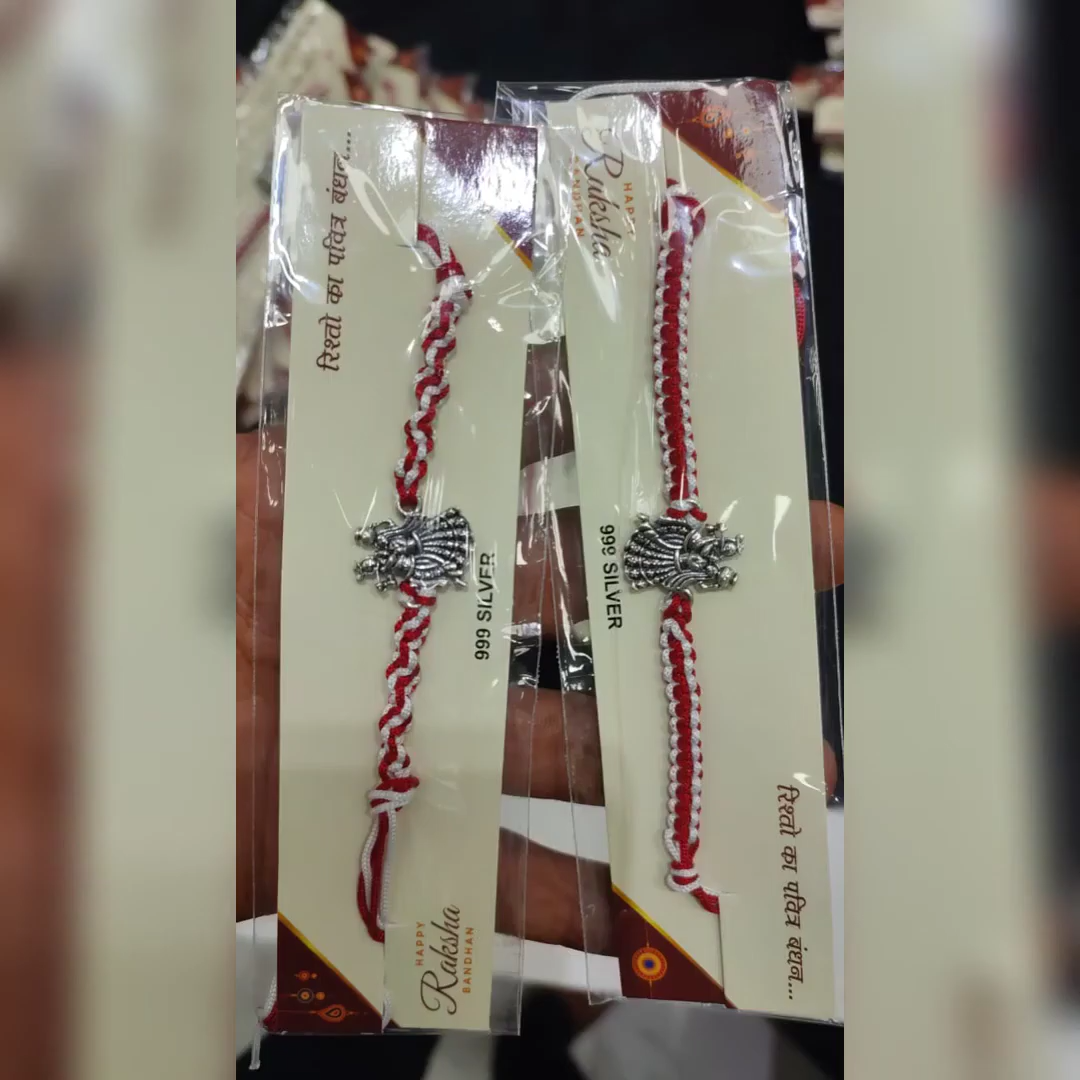 रिश्तो का पवित्र बंधन....
999 SILVER
HAPPY
Raksha
BANDHAN
HAPPY
Raksha
BANDHAN
999 SILVER
रिश्तो का पवित्र बंधन...